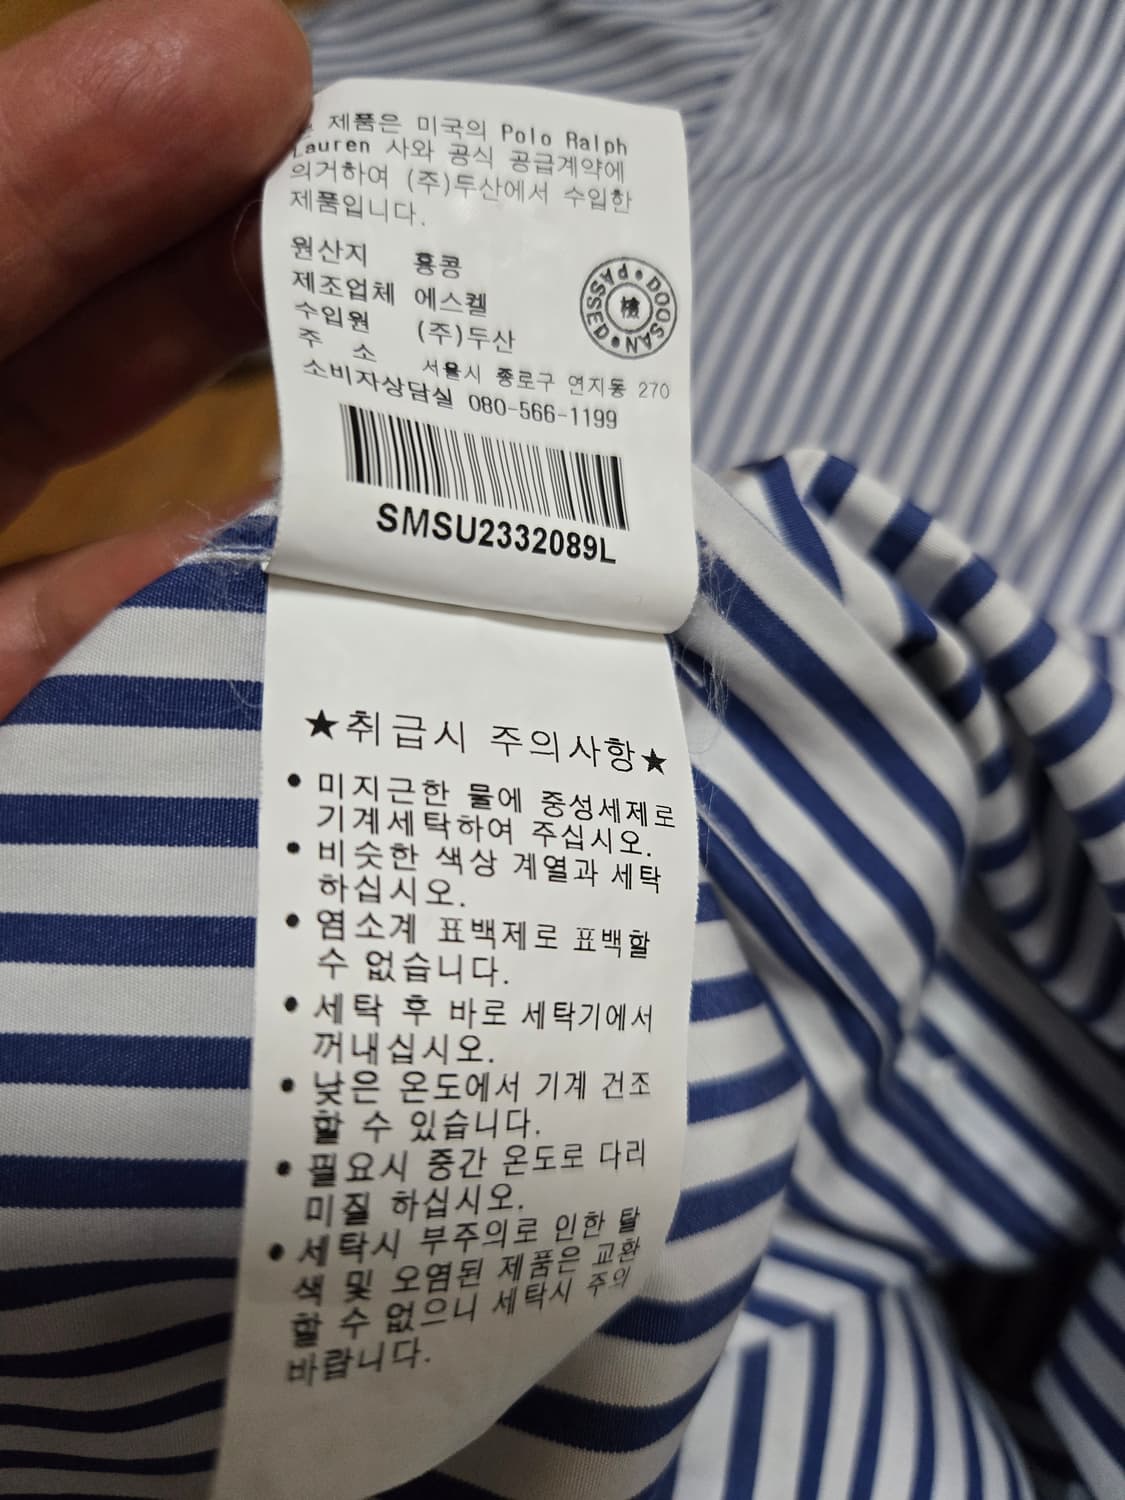 제품은 미국의 Polo Ralph
Lauren 사와 공식 공급계약에
의거하여 (주)두산에서 수입한
제품입니다.
원산지 홍콩
제조업체 에스켈
수입원 (주)두산
주 소 서울시 종로구 연지동 270
소비자상담실 080-566-1199
PASSED • DOOSAN •
檢
SMSU2332089L
★취급시 주의사항★
• 미지근한 물에 중성세제로
기계세탁하여 주십시오.
• 비슷한 색상 계열과 세탁
하십시오.
• 염소계 표백제로 표백할
수 없습니다.
• 세탁 후 바로 세탁기에서
꺼내십시오.
• 낮은 온도에서 기계 건조
할 수 있습니다.
• 필요시 중간 온도로 다리
미질 하십시오.
• 세탁시 부주의로 인한 탈
색 및 오염된 제품은 교환
할 수 없으니 세탁시 주의
바랍니다.